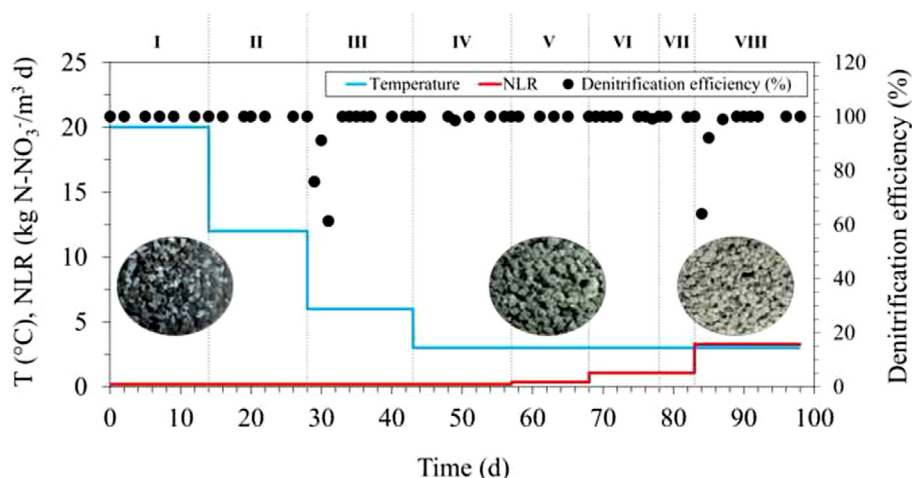 I II III IV V VI VII VIII
Temperature NLR Denitrification efficiency (%)
T (°C), NLR (kg N-NO₃⁻/m³ d)
25
20
15
10
5
0
120
100
80
60
40
20
0
Denitrification efficiency (%)
0 10 20 30 40 50 60 70 80 90 100
Time (d)